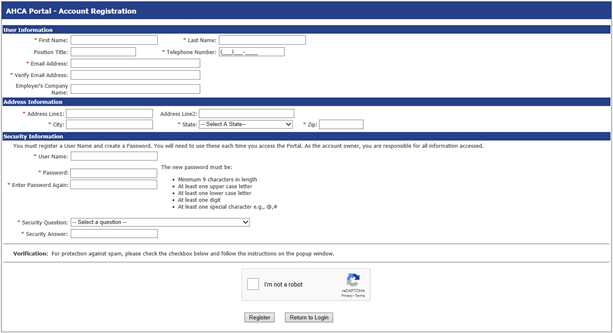 AHCA Portal - Account Registration
User Information
* First Name: * Last Name:
Position Title: * Telephone Number: (___)___-____
* Email Address:
* Verify Email Address:
Employer's Company
Name:
Address Information
* Address Line1: Address Line2:
* City: * State: -- Select A State-- * Zip:
Security Information
You must register a User Name and create a Password. You will need to use these each time you access the Portal. As the account owner, you are responsible for all information accessed.
* User Name:
The new password must be:
* Password:
• Minimum 9 characters in length
* Enter Password Again:
• At least one upper case letter
• At least one lower case letter
• At least one digit
• At least one special character e.g., @,#
* Security Question: -- Select a question --
* Security Answer:
Verification: For protection against spam, please check the checkbox below and follow the instructions on the popup window.
I'm not a robot
reCAPTCHA
Privacy - Terms
Register Return to Login